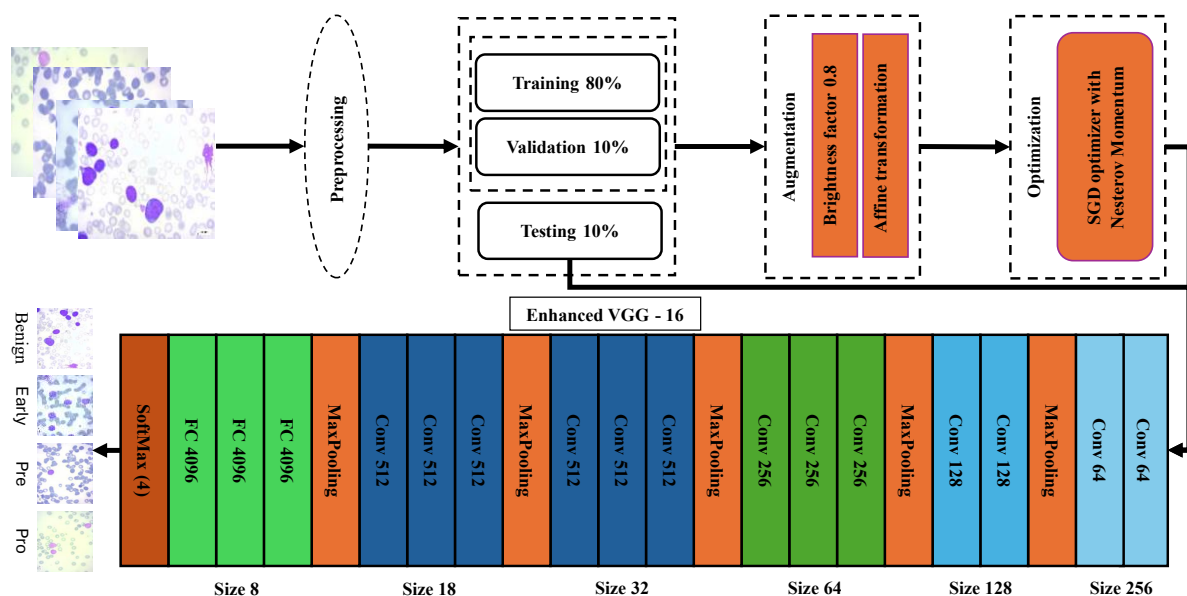 Preprocessing
Training 80%
Validation 10%
Testing 10%
Augmentation
Brightness factor 0.8
Affine transformation
Optimization
SGD optimizer with
Nesterov Momentum
Enhanced VGG - 16
Benign
Early
Pre
Pro
SoftMax (4)
FC 4096
FC 4096
FC 4096
MaxPooling
Conv 512
Conv 512
Conv 512
MaxPooling
Conv 512
Conv 512
Conv 512
MaxPooling
Conv 256
Conv 256
Conv 256
MaxPooling
Conv 128
Conv 128
MaxPooling
Conv 64
Conv 64
Size 8
Size 18
Size 32
Size 64
Size 128
Size 256